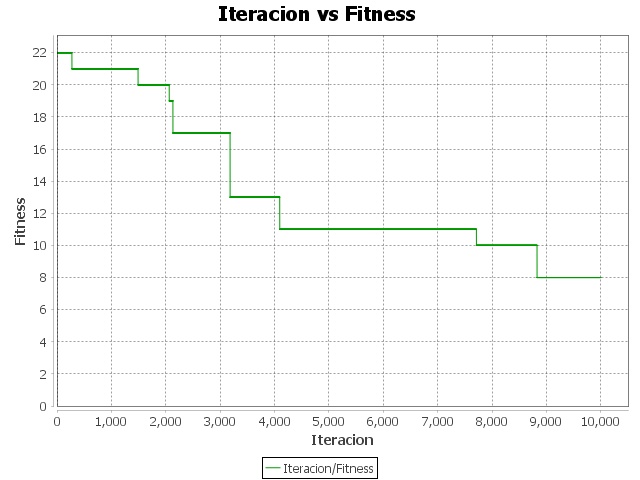 Iteracion vs Fitness
22
20
18
16
14
12
10
8
6
4
2
0
Fitness
0 1,000 2,000 3,000 4,000 5,000 6,000 7,000 8,000 9,000 10,000
Iteracion
Iteracion/Fitness